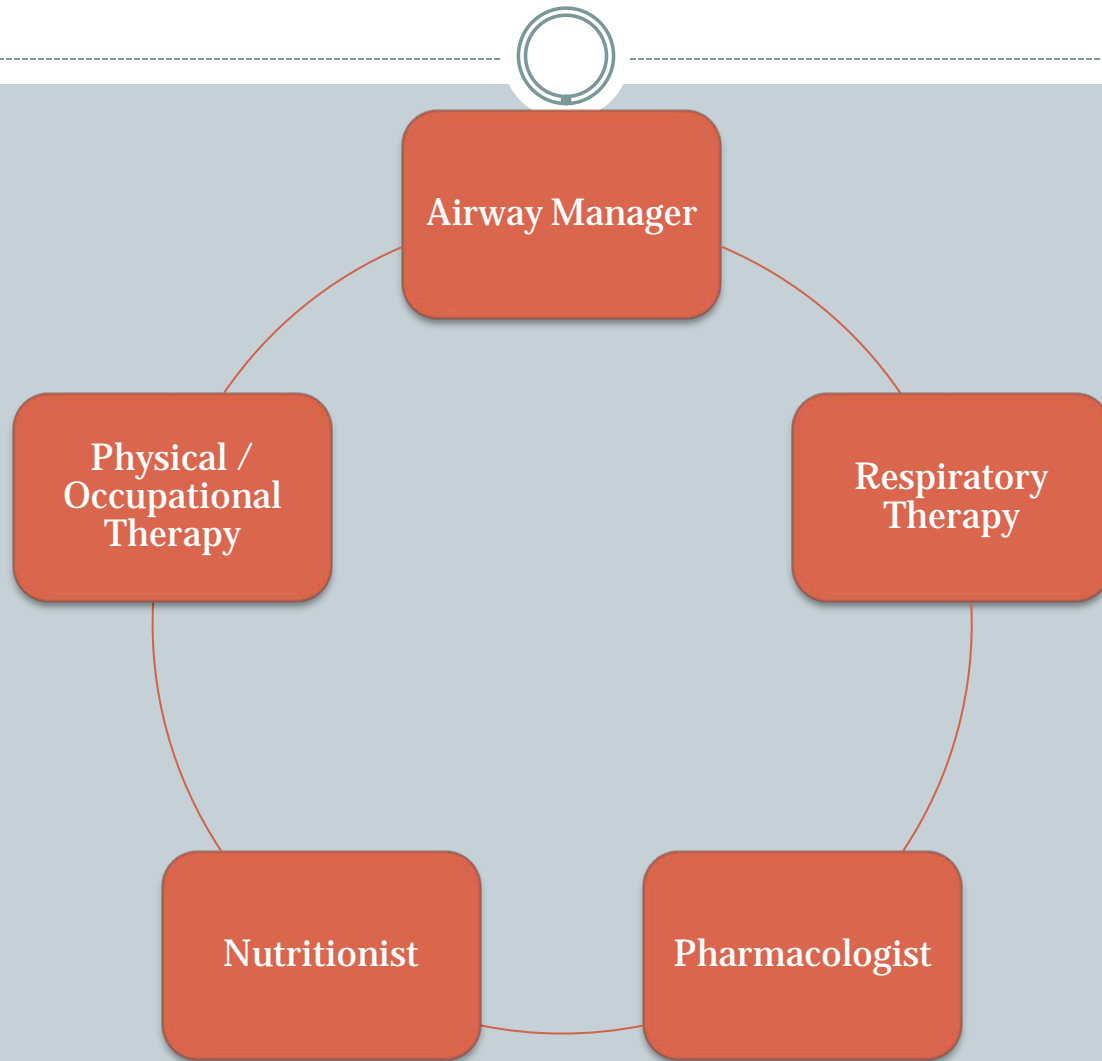 Airway Manager
Physical /
Occupational
Therapy
Respiratory
Therapy
Nutritionist
Pharmacologist